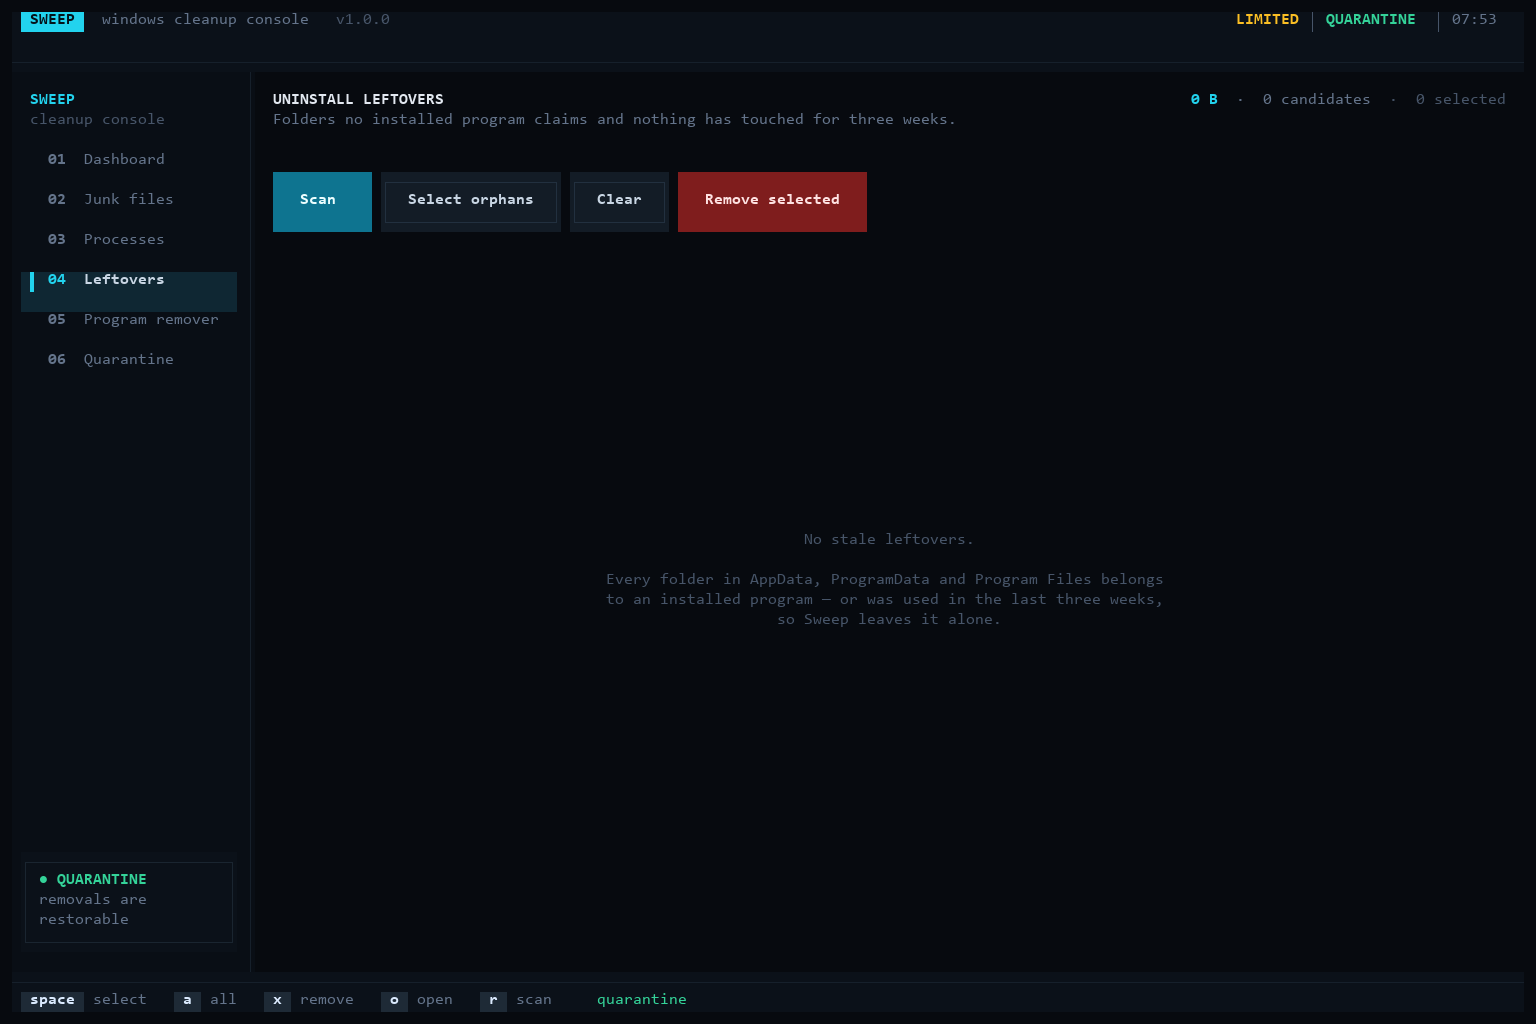 SWEEP windows cleanup console v1.0.0 LIMITED QUARANTINE 07:53
SWEEP
cleanup console
01 Dashboard
02 Junk files
03 Processes
04 Leftovers
05 Program remover
06 Quarantine
● QUARANTINE
removals are
restorable
UNINSTALL LEFTOVERS 0 B · 0 candidates · 0 selected
Folders no installed program claims and nothing has touched for three weeks.
Scan Select orphans Clear Remove selected
No stale leftovers.
Every folder in AppData, ProgramData and Program Files belongs
to an installed program — or was used in the last three weeks,
so Sweep leaves it alone.
space select a all x remove o open r scan quarantine